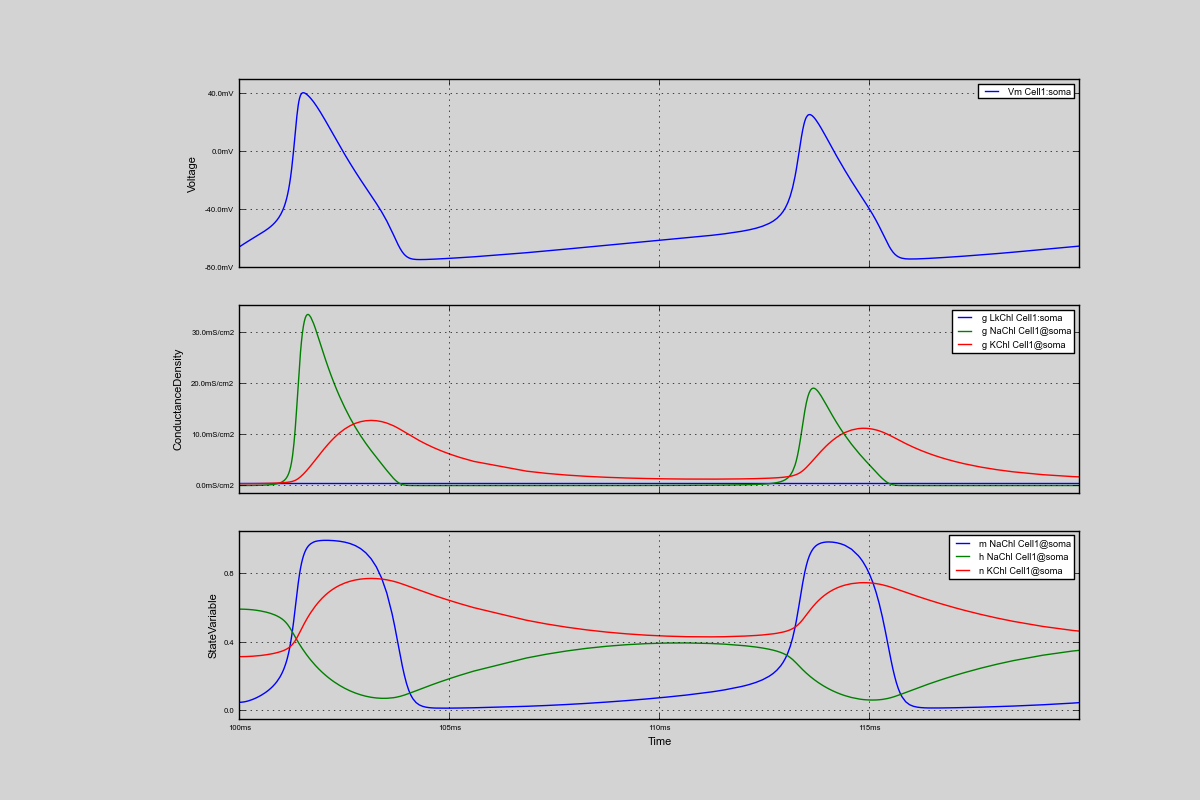 40.0mV
0.0mV
-40.0mV
-80.0mV
Voltage
Vm Cell1:soma
30.0mS/cm2
20.0mS/cm2
10.0mS/cm2
0.0mS/cm2
ConductanceDensity
g LkChl Cell1:soma
g NaChl Cell1@soma
g KChl Cell1@soma
0.8
0.4
0.0
StateVariable
m NaChl Cell1@soma
h NaChl Cell1@soma
n KChl Cell1@soma
100ms
105ms
110ms
115ms
Time